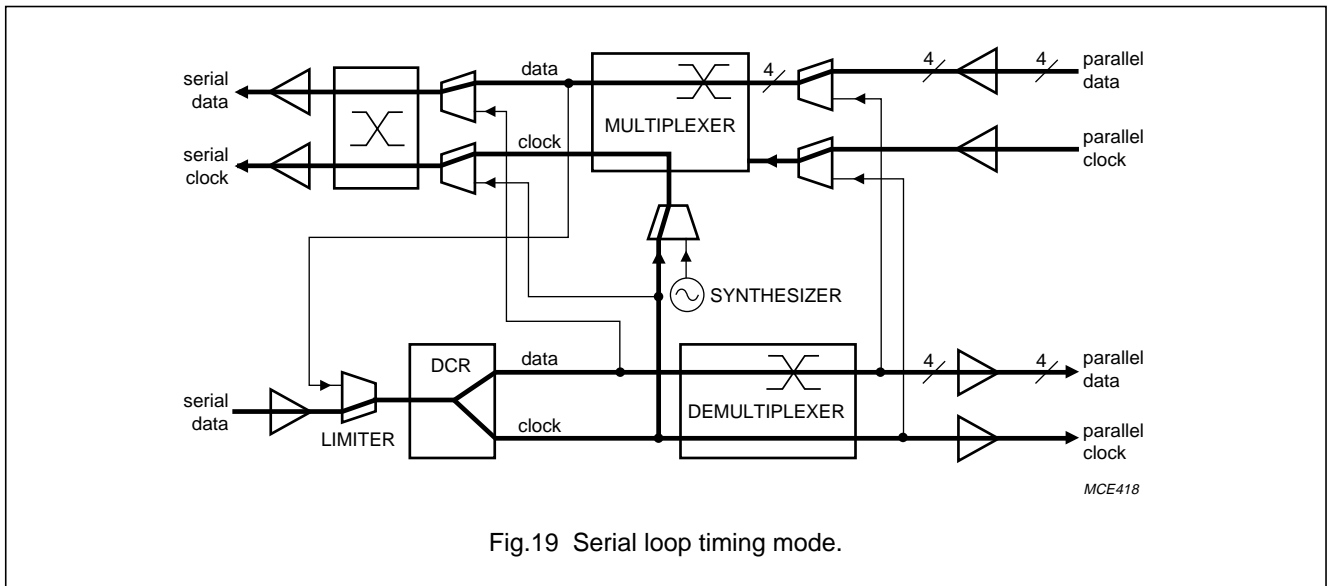 serial
data
data
4
4
4
parallel
data
MULTIPLEXER
serial
clock
clock
parallel
clock
SYNTHESIZER
DCR
data
4
4
parallel
data
serial
data
LIMITER
DEMULTIPLEXER
clock
parallel
clock
MCE418
Fig.19 Serial loop timing mode.